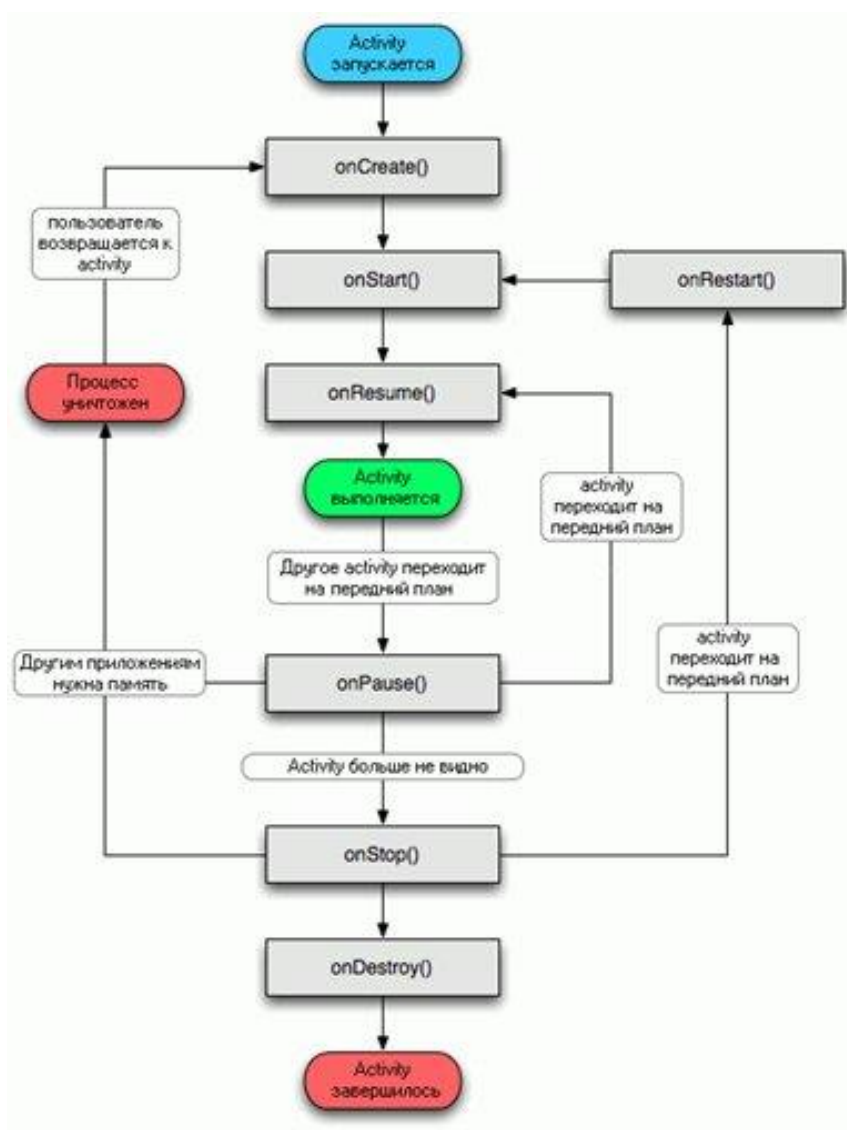 Activity
запускается
onCreate()
пользователь
возвращается к
activity
onStart()
onRestart()
Процесс
уничтожен
onResume()
Activity
выполняется
activity
переходит на
передний план
Другое activity переходит
на передний план
activity
переходит на
передний план
Другим приложениям
нужна память
onPause()
Activity больше не видно
onStop()
onDestroy()
Activity
завершилось